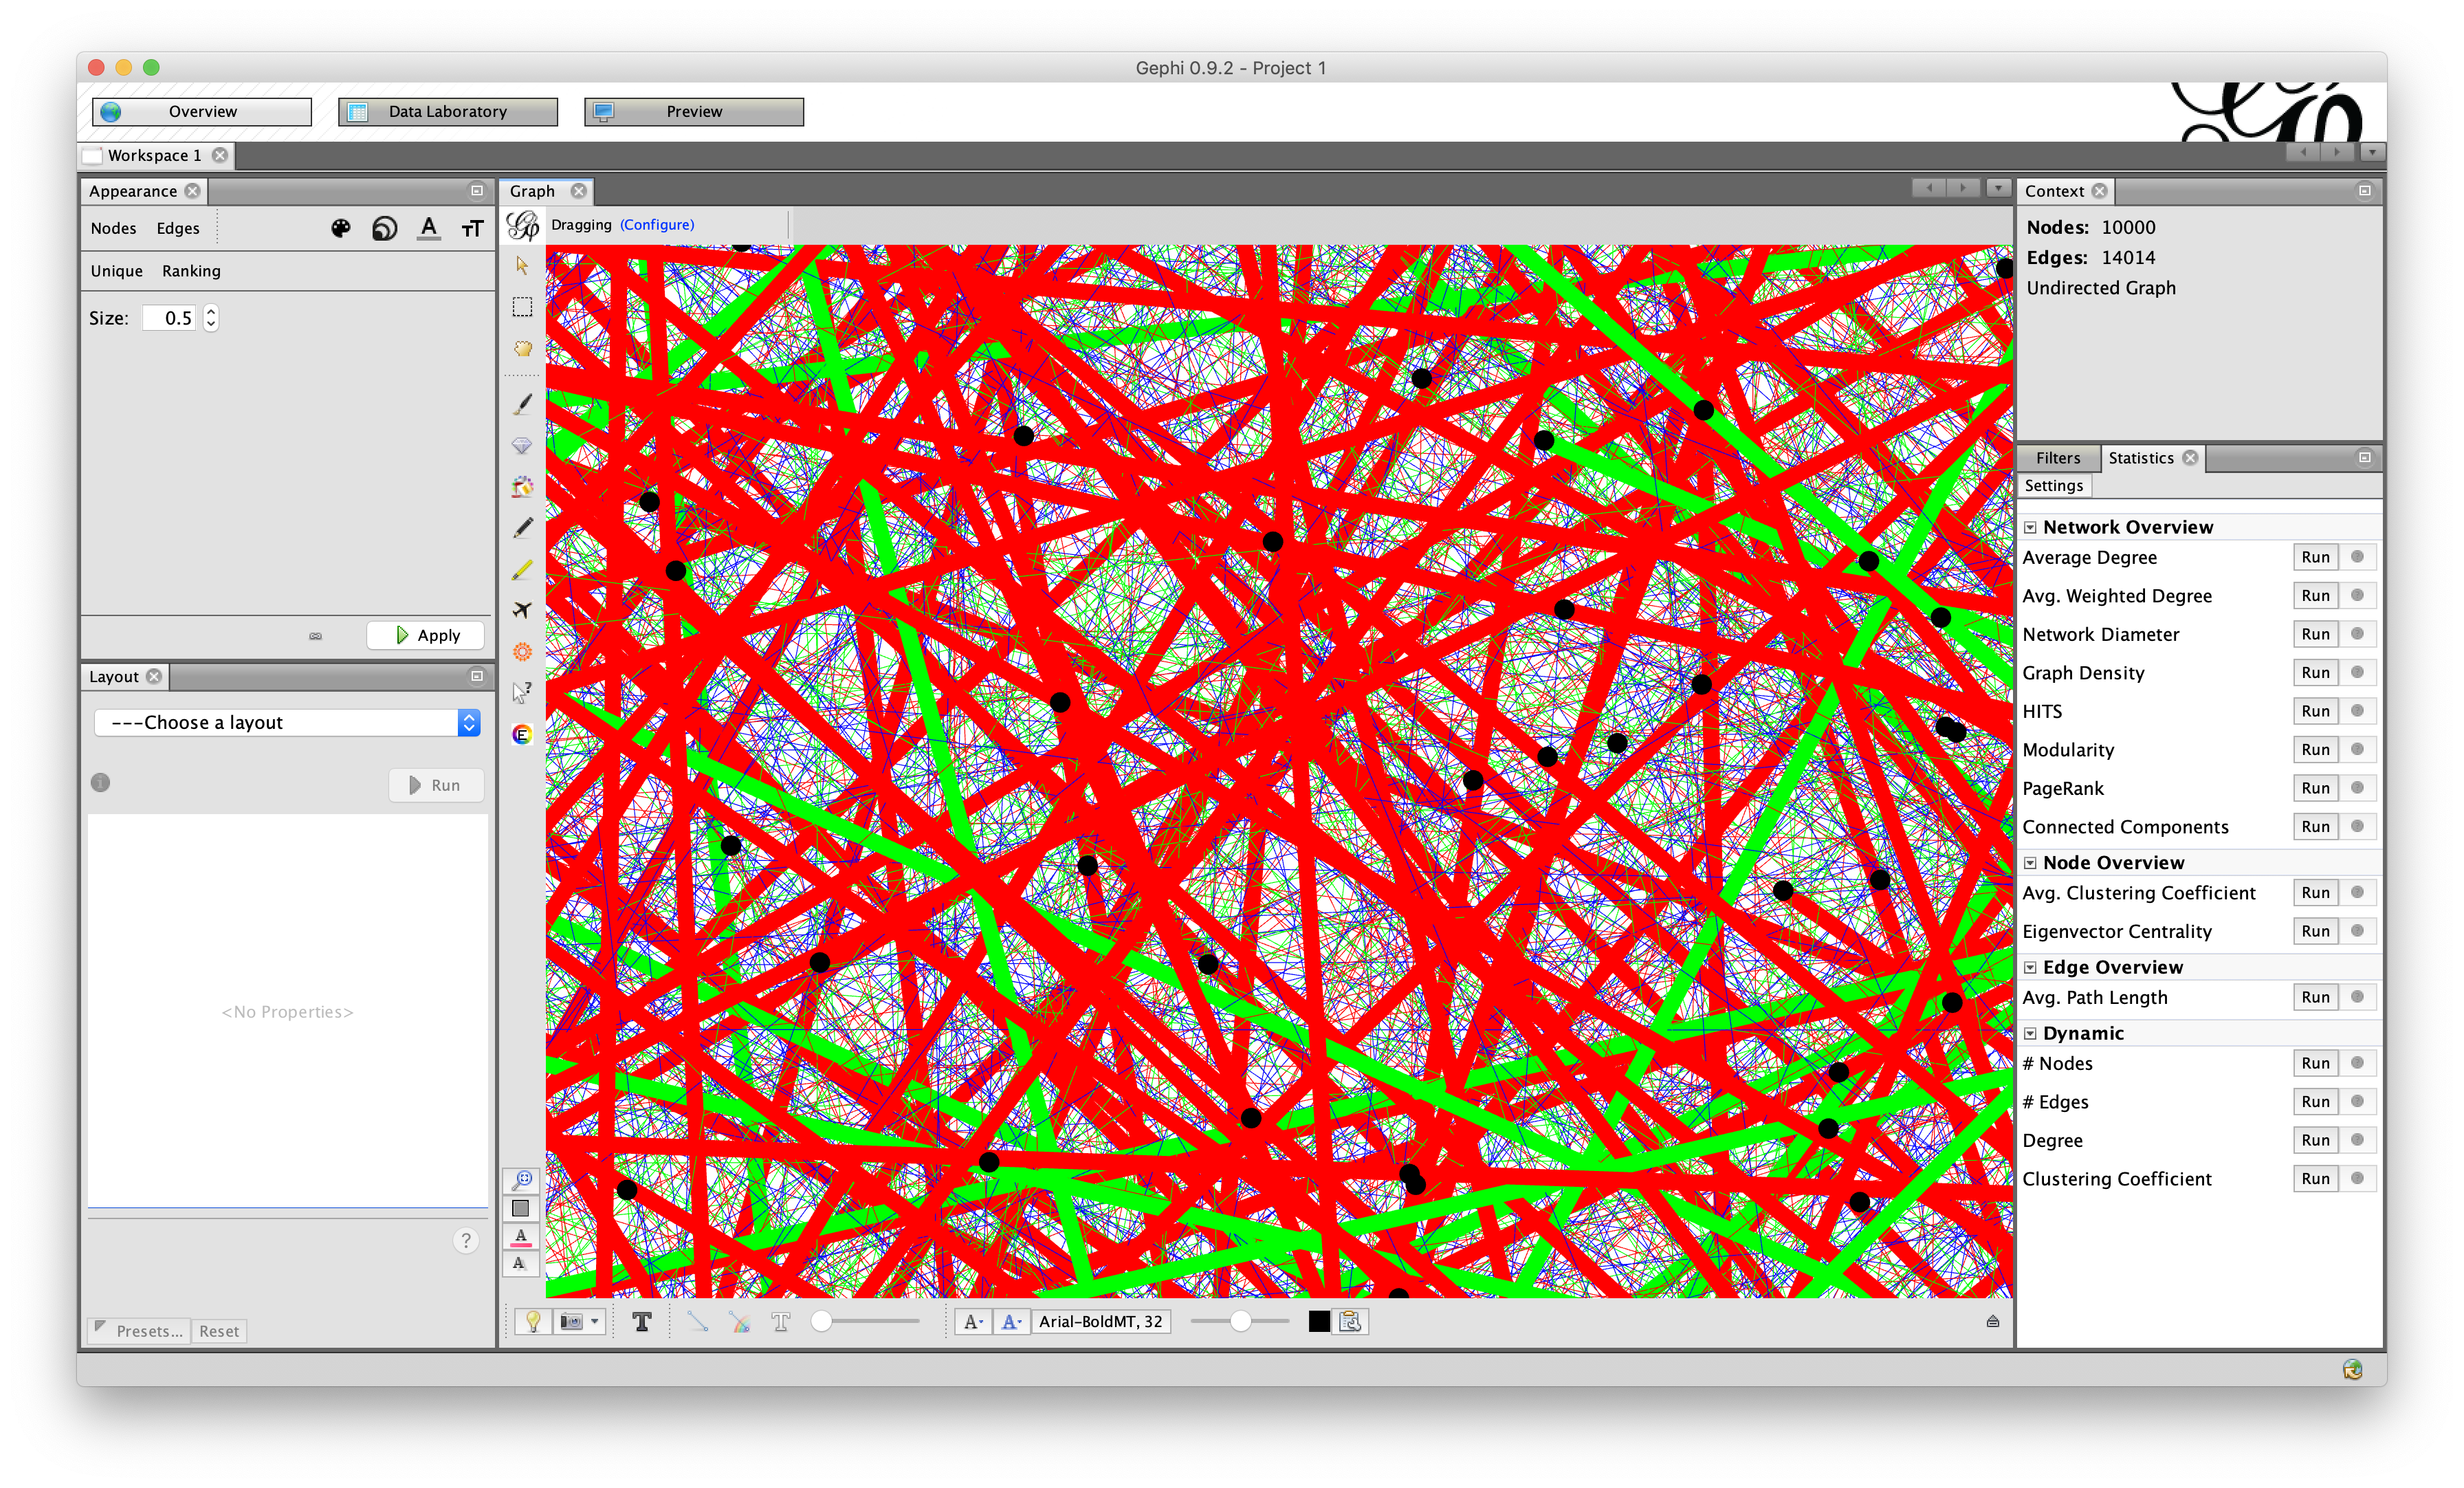 Gephi 0.9.2 - Project 1
Overview
Data Laboratory
Preview
Workspace 1
Appearance
Nodes Edges
Unique Ranking
Size: 0.5
Apply
Layout
---Choose a layout
Run
<No Properties>
Presets... Reset
Graph
Dragging (Configure)
Arial-BoldMT, 32
Context
Nodes: 10000
Edges: 14014
Undirected Graph
Filters Statistics
Settings
Network Overview
Average Degree Run
Avg. Weighted Degree Run
Network Diameter Run
Graph Density Run
HITS Run
Modularity Run
PageRank Run
Connected Components Run
Node Overview
Avg. Clustering Coefficient Run
Eigenvector Centrality Run
Edge Overview
Avg. Path Length Run
Dynamic
# Nodes Run
# Edges Run
Degree Run
Clustering Coefficient Run